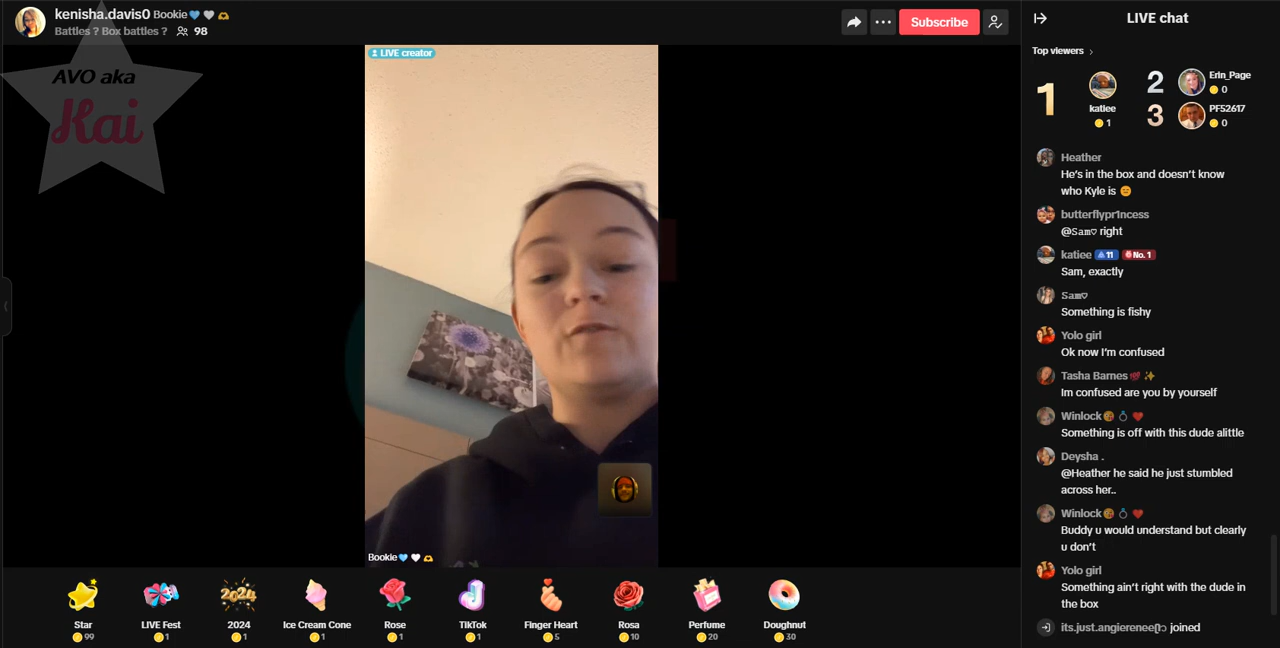 kenisha.davis0 Bookie💙🤍🫶
Battles ? Box battles ? 98
Subscribe
AVO aka
Kai
LIVE creator
Bookie💙🤍🫶
Star
99
LIVE Fest
1
2024
2024
1
Ice Cream Cone
1
Rose
1
TikTok
1
Finger Heart
5
Rosa
10
Perfume
20
Doughnut
30
LIVE chat
Top viewers ›
1
katiee
1
2
Erin_Page
0
3
PF52617
0
Heather
He's in the box and doesn't know
who Kyle is 😑
butterflypr1ncess
@𝚂𝚊𝚖♡ right
katiee 11 No. 1
Sam, exactly
𝚂𝚊𝚖♡
Something is fishy
Yolo girl
Ok now I'm confused
Tasha Barnes💋✨
Im confused are you by yourself
Winlock😘💍❤️
Something is off with this dude alittle
Deysha .
@Heather he said he just stumbled
across her..
Winlock😘💍❤️
Buddy u would understand but clearly
u don't
Yolo girl
Something ain't right with the dude in
the box
its.just.angierenee joined